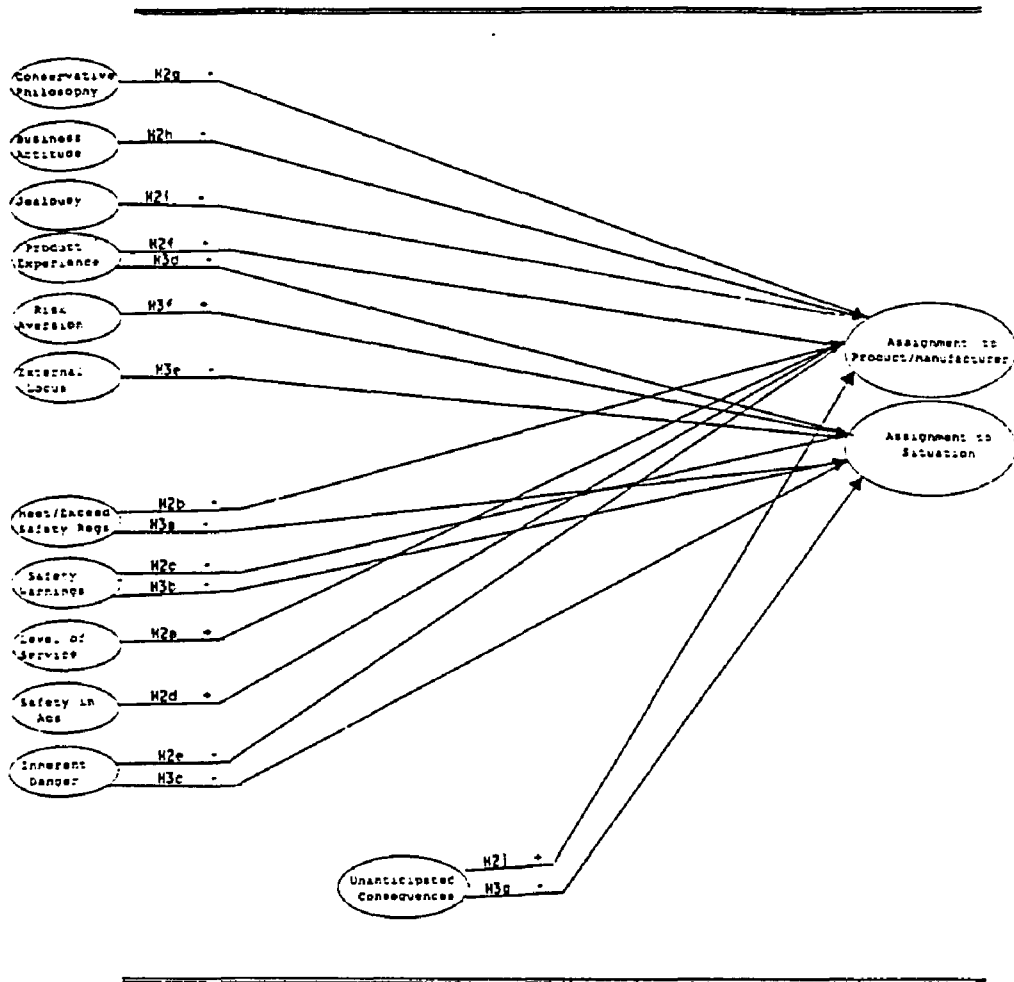 Conservative
Philosophy
H2g -
Business
Attitude
H2h -
Jealousy
H2i -
Product
Experience
H2f -
H3d -
Risk
Aversion
H3f +
External
Locus
H3e -
Assignment to
Product/manufacturer
Assignment to
Situation
Meet/Exceed
Safety Regs
H2b -
H3a -
Safety
Warnings
H2c -
H3b -
Level of
Service
H2a +
Safety in
Ads
H2d +
Inherent
Danger
H2e -
H3c -
Unanticipated
Consequences
H2j +
H3g -